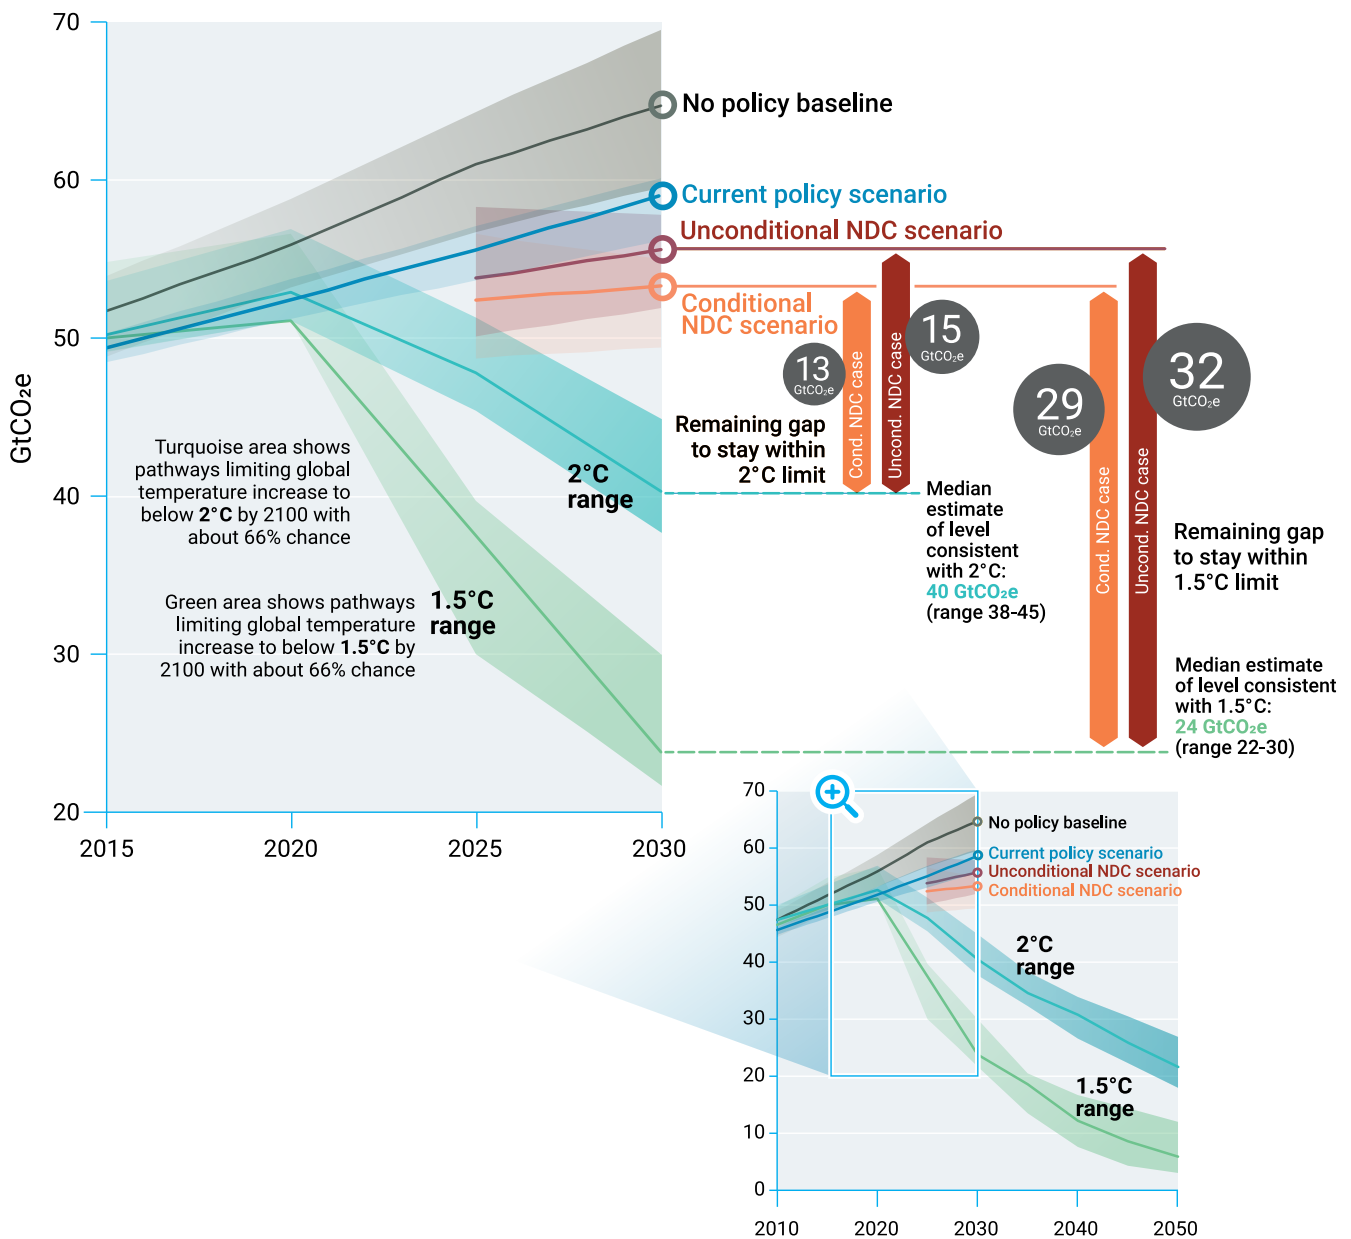 70
60
50
40
30
20
GtCO₂e
2015
2020
2025
2030
No policy baseline
Current policy scenario
Unconditional NDC scenario
Conditional
NDC scenario
Turquoise area shows
pathways limiting global
temperature increase to
below 2°C by 2100 with
about 66% chance
Green area shows pathways
limiting global temperature
increase to below 1.5°C by
2100 with about 66% chance
2°C
range
1.5°C
range
13
GtCO₂e
15
GtCO₂e
Cond. NDC case
Uncond. NDC case
Remaining gap
to stay within
2°C limit
Median
estimate
of level
consistent
with 2°C:
40 GtCO₂e
(range 38-45)
29
GtCO₂e
32
GtCO₂e
Cond. NDC case
Uncond. NDC case
Remaining gap
to stay within
1.5°C limit
Median estimate
of level consistent
with 1.5°C:
24 GtCO₂e
(range 22-30)
70
60
50
40
30
20
10
0
2010
2020
2030
2040
2050
No policy baseline
Current policy scenario
Unconditional NDC scenario
Conditional NDC scenario
2°C
range
1.5°C
range